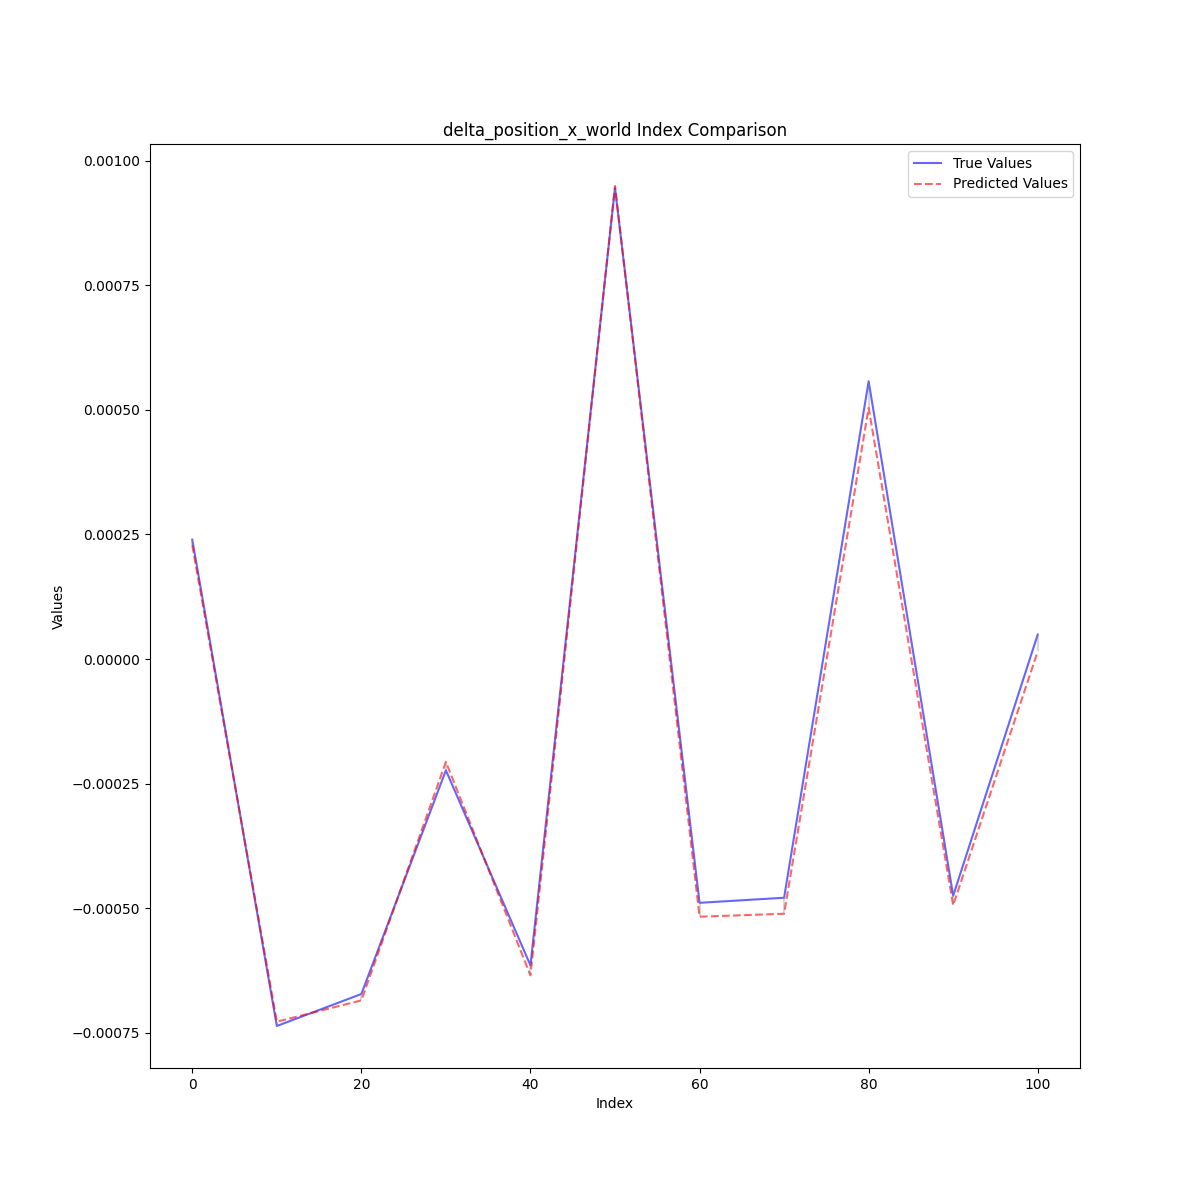 delta_position_x_world Index Comparison
True Values
Predicted Values
0.00100
0.00075
0.00050
0.00025
0.00000
−0.00025
−0.00050
−0.00075
Values
0 20 40 60 80 100
Index